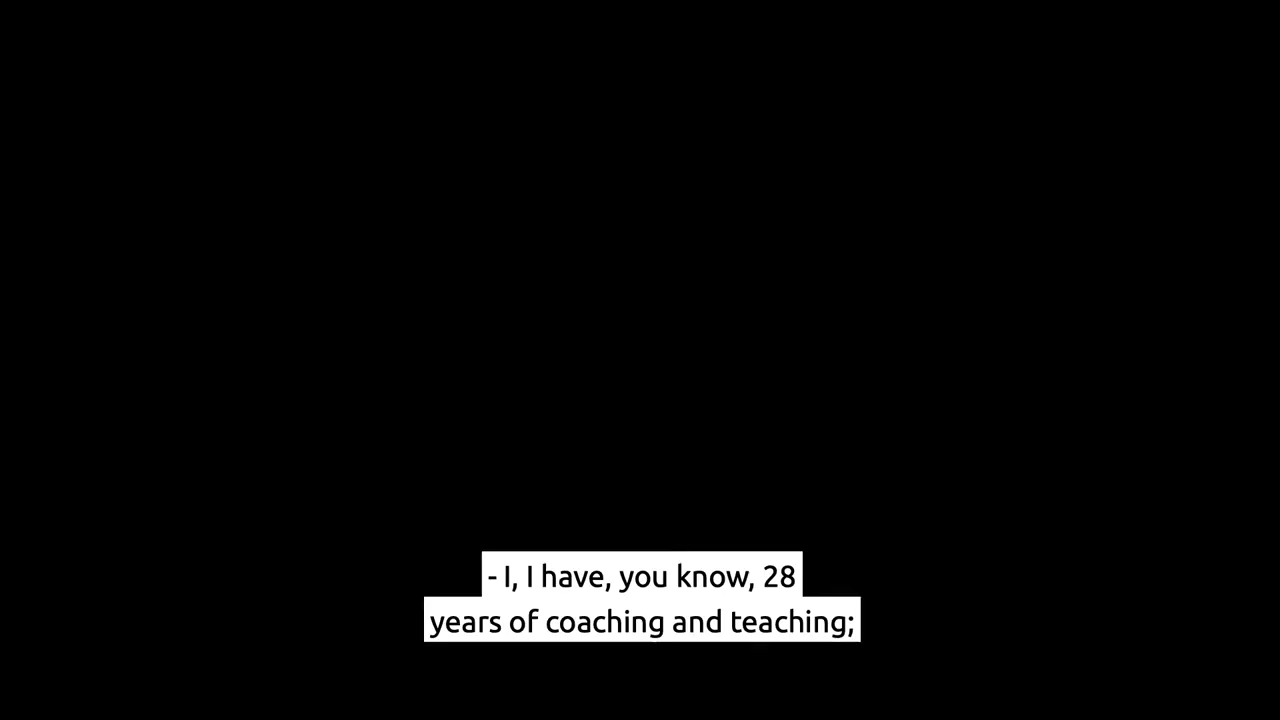 - I, I have, you know, 28
years of coaching and teaching;